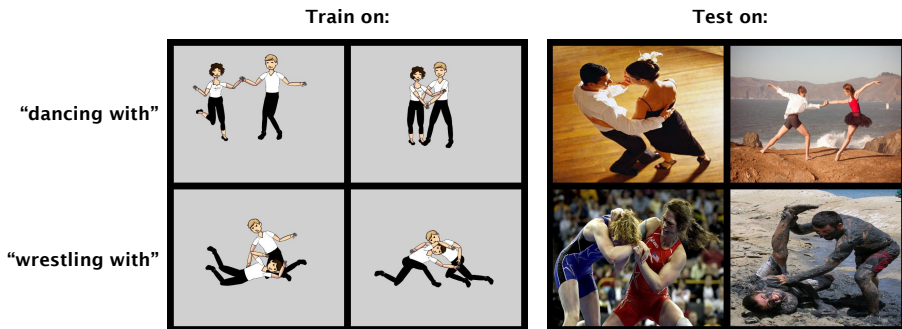 Train on:
Test on:
“dancing with”
“wrestling with”